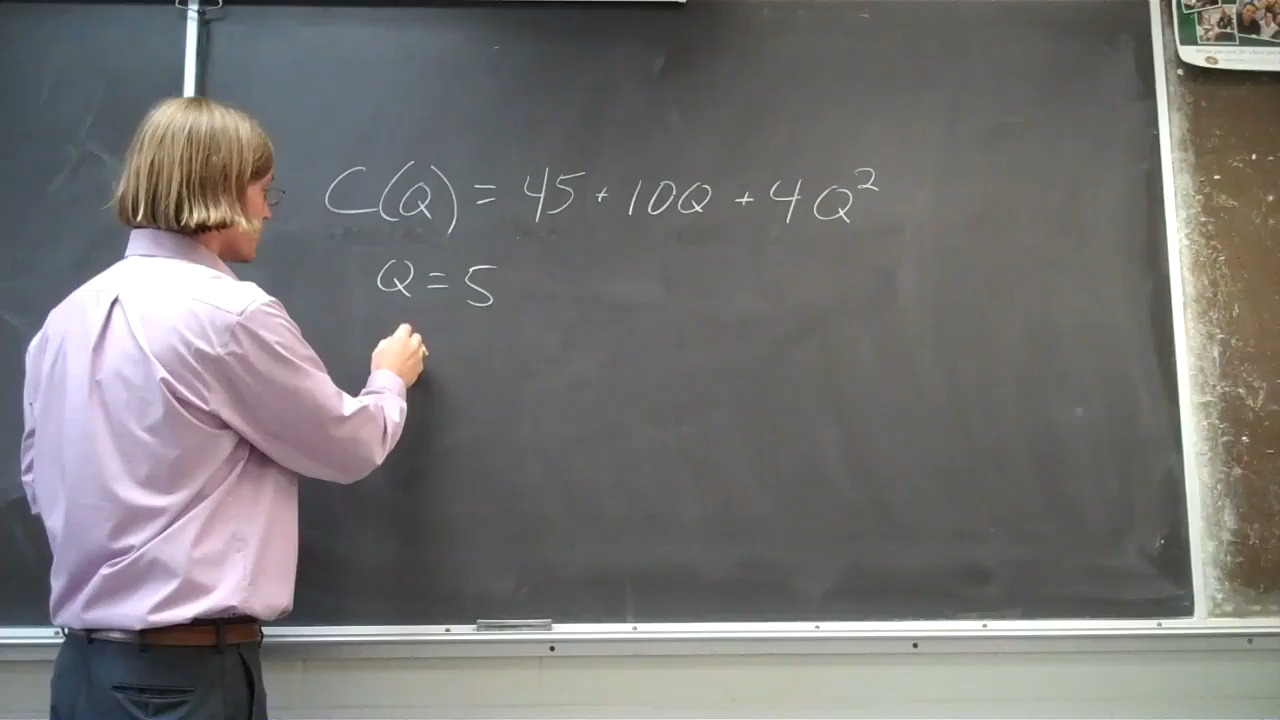 C(Q) = 45 + 10Q + 4Q²
Q = 5